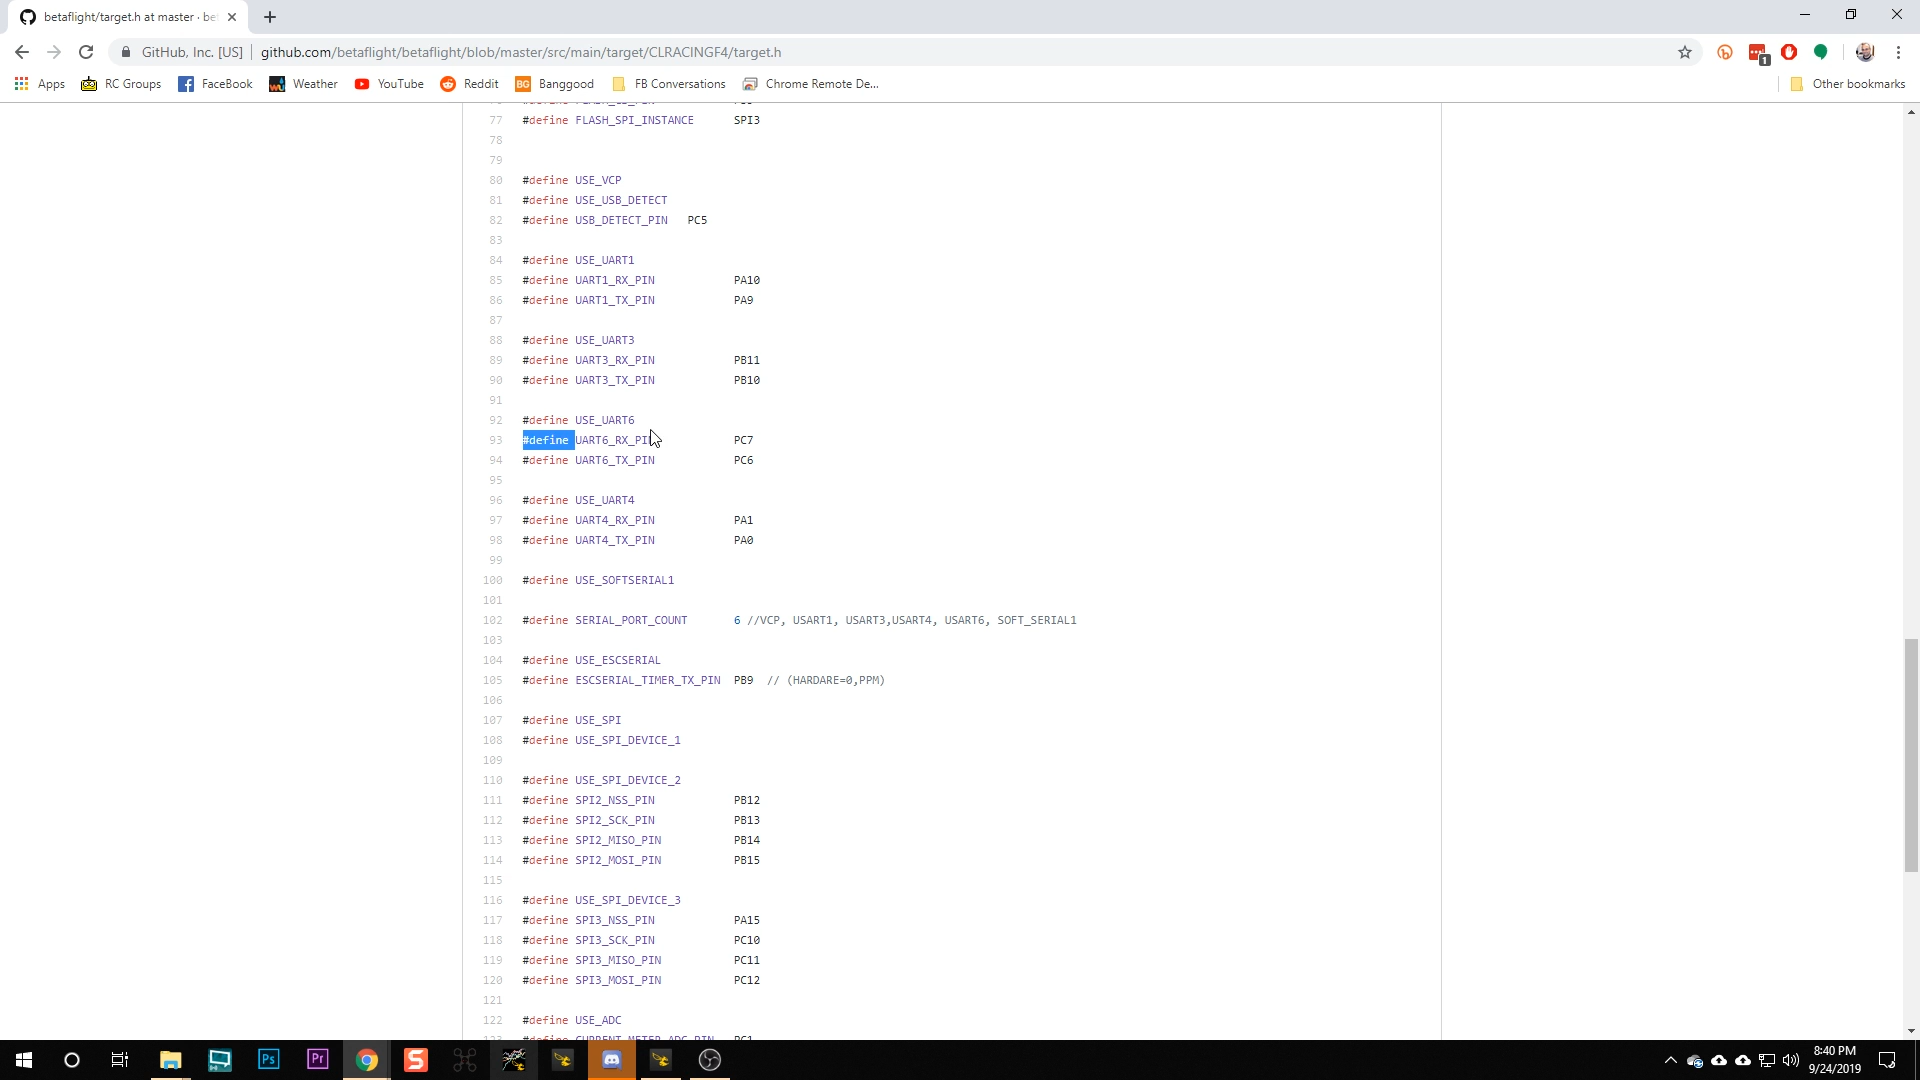 betaflight/target.h at master · be
GitHub, Inc. [US] | github.com/betaflight/betaflight/blob/master/src/main/target/CLRACINGF4/target.h
1
Apps RC Groups FaceBook Weather YouTube Reddit BG Banggood FB Conversations Chrome Remote De... Other bookmarks
77 #define FLASH_SPI_INSTANCE SPI3
78
79
80 #define USE_VCP
81 #define USE_USB_DETECT
82 #define USB_DETECT_PIN PC5
83
84 #define USE_UART1
85 #define UART1_RX_PIN PA10
86 #define UART1_TX_PIN PA9
87
88 #define USE_UART3
89 #define UART3_RX_PIN PB11
90 #define UART3_TX_PIN PB10
91
92 #define USE_UART6
93 #define UART6_RX_PIN PC7
94 #define UART6_TX_PIN PC6
95
96 #define USE_UART4
97 #define UART4_RX_PIN PA1
98 #define UART4_TX_PIN PA0
99
100 #define USE_SOFTSERIAL1
101
102 #define SERIAL_PORT_COUNT 6 //VCP, USART1, USART3,USART4, USART6, SOFT_SERIAL1
103
104 #define USE_ESCSERIAL
105 #define ESCSERIAL_TIMER_TX_PIN PB9 // (HARDARE=0,PPM)
106
107 #define USE_SPI
108 #define USE_SPI_DEVICE_1
109
110 #define USE_SPI_DEVICE_2
111 #define SPI2_NSS_PIN PB12
112 #define SPI2_SCK_PIN PB13
113 #define SPI2_MISO_PIN PB14
114 #define SPI2_MOSI_PIN PB15
115
116 #define USE_SPI_DEVICE_3
117 #define SPI3_NSS_PIN PA15
118 #define SPI3_SCK_PIN PC10
119 #define SPI3_MISO_PIN PC11
120 #define SPI3_MOSI_PIN PC12
121
122 #define USE_ADC
123 #define CURRENT_METER_ADC_PIN PC1
Ps Pr S
8:40 PM
9/24/2019